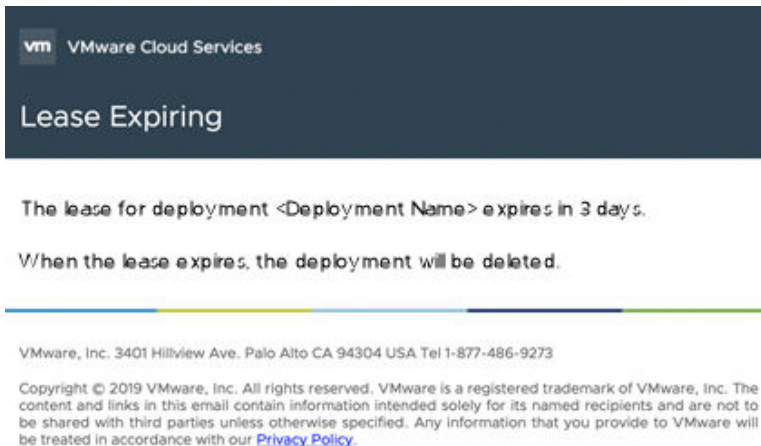 vm VMware Cloud Services
Lease Expiring
The lease for deployment <Deployment Name> expires in 3 days.
When the lease expires, the deployment will be deleted.
VMware, Inc. 3401 Hillview Ave. Palo Alto CA 94304 USA Tel 1-877-486-9273
Copyright © 2019 VMware, Inc. All rights reserved. VMware is a registered trademark of VMware, Inc. The
content and links in this email contain information intended solely for its named recipients and are not to
be shared with third parties unless otherwise specified. Any information that you provide to VMware will
be treated in accordance with our Privacy Policy.